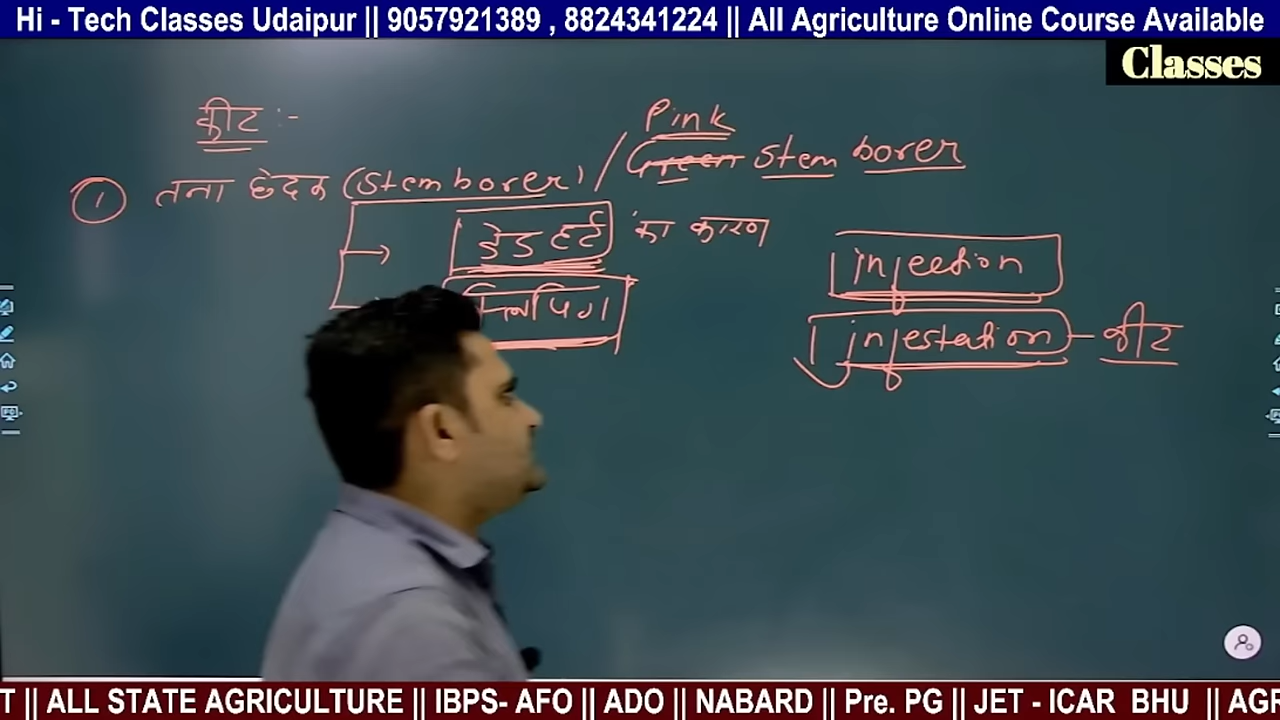 Hi - Tech Classes Udaipur || 9057921389 , 8824341224 || All Agriculture Online Course Available
Classes
कीट :-
① तना छेदक (Stem borer) / Green Stem borer
Pink
डेड हर्ट का कारण
क्लिपिंग
injection
injestation - कीट
T || ALL STATE AGRICULTURE || IBPS- AFO || ADO || NABARD || Pre. PG || JET - ICAR BHU || AGR